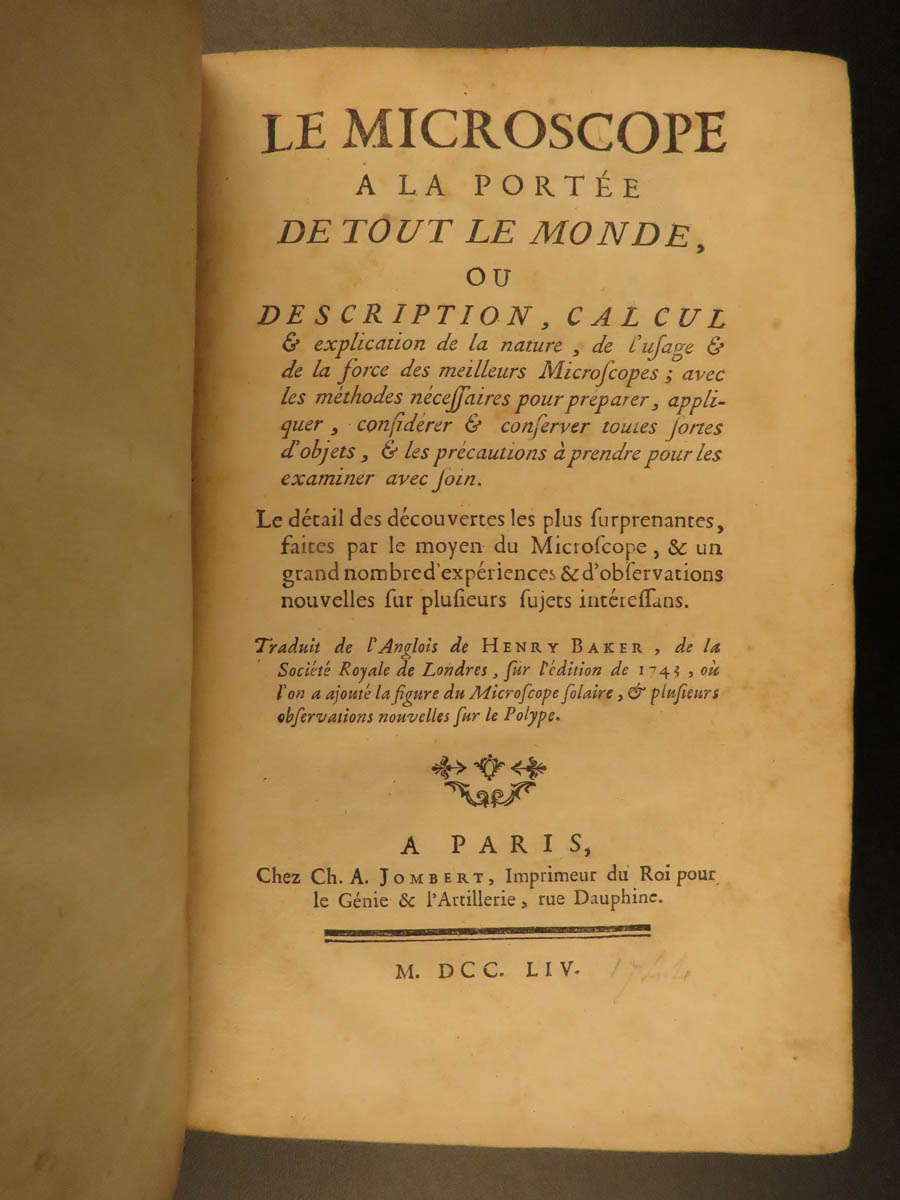 LE MICROSCOPE
A LA PORTÉE
DE TOUT LE MONDE,
OU
DESCRIPTION, CALCUL
& explication de la nature, de l'uſage &
de la force des meilleurs Microſcopes; avec
les méthodes néceſſaires pour préparer, appli-
quer, conſidérer & conſerver toutes ſortes
d'objets, & les précautions à prendre pour les
examiner avec ſoin.
Le détail des découvertes les plus ſurprenantes,
faites par le moyen du Microſcope, & un
grand nombre d'expériences & d'obſervations
nouvelles ſur pluſieurs ſujets intéreſſans.
Traduit de l'Anglois de HENRY BAKER, de la
Société Royale de Londres, ſur l'édition de 1743, où
l'on a ajouté la figure du Microſcope ſolaire, & pluſieurs
obſervations nouvelles ſur le Polype.
A PARIS,
Chez Ch. A. JOMBERT, Imprimeur du Roi pour
le Génie & l'Artillerie, rue Dauphine.
M. DCC. LIV. 1744